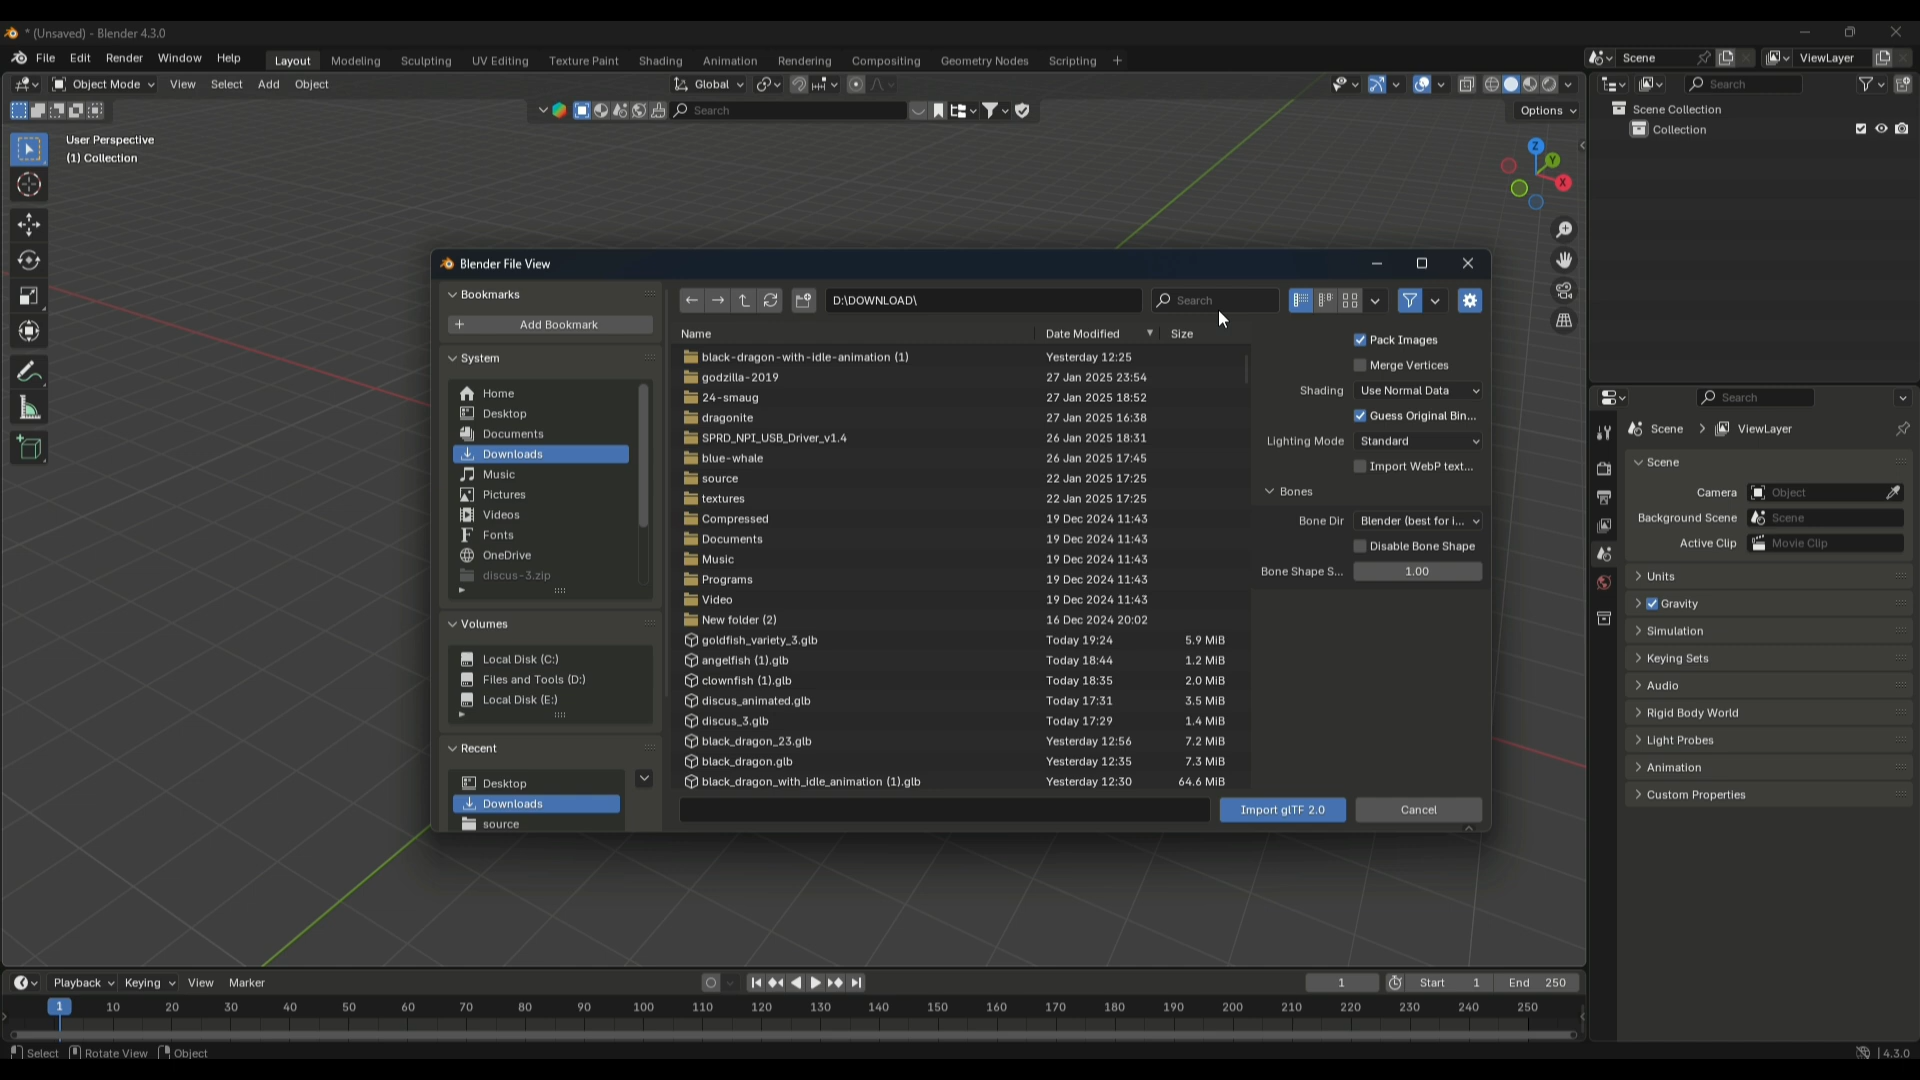 * (Unsaved) - Blender 4.3.0
File Edit Render Window Help Layout Modeling Sculpting UV Editing Texture Paint Shading Animation Rendering Compositing Geometry Nodes Scripting + Scene ViewLayer
Object Mode View Select Add Object Global Search
Search Options
User Perspective
(1) Collection
Z
Y
X
Scene Collection
Collection
Blender File View
Bookmarks
+ Add Bookmark
System
Home
Desktop
Documents
Downloads
Music
Pictures
Videos
Fonts
OneDrive
discus-3.zip
Volumes
Local Disk (C:)
Files and Tools (D:)
Local Disk (E:)
Recent
Desktop
Downloads
source
D:\DOWNLOAD\ Search
Name Date Modified Size
black-dragon-with-idle-animation (1) Yesterday 12:25
godzilla-2019 27 Jan 2025 23:54
24-smaug 27 Jan 2025 18:52
dragonite 27 Jan 2025 16:38
SPRD_NPI_USB_Driver_v1.4 26 Jan 2025 18:31
blue-whale 26 Jan 2025 17:45
source 22 Jan 2025 17:25
textures 22 Jan 2025 17:25
Compressed 19 Dec 2024 11:43
Documents 19 Dec 2024 11:43
Music 19 Dec 2024 11:43
Programs 19 Dec 2024 11:43
Video 19 Dec 2024 11:43
New folder (2) 16 Dec 2024 20:02
goldfish_variety_3.glb Today 19:24 5.9 MiB
angelfish (1).glb Today 18:44 1.2 MiB
clownfish (1).glb Today 18:35 2.0 MiB
discus_animated.glb Today 17:31 3.5 MiB
discus_3.glb Today 17:29 1.4 MiB
black_dragon_23.glb Yesterday 12:56 7.2 MiB
black_dragon.glb Yesterday 12:35 7.3 MiB
black_dragon_with_idle_animation (1).glb Yesterday 12:30 64.6 MiB
Pack Images
Merge Vertices
Shading Use Normal Data
Guess Original Bin...
Lighting Mode Standard
Import WebP text...
Bones
Bone Dir Blender (best for i...
Disable Bone Shape
Bone Shape S... 1.00
Import glTF 2.0 Cancel
Search
Scene > ViewLayer
Scene
Camera Object
Background Scene Scene
Active Clip Movie Clip
Units
Gravity
Simulation
Keying Sets
Audio
Rigid Body World
Light Probes
Animation
Custom Properties
Playback Keying View Marker 1 Start 1 End 250
1 10 20 30 40 50 60 70 80 90 100 110 120 130 140 150 160 170 180 190 200 210 220 230 240 250
Select Rotate View Object 4.3.0